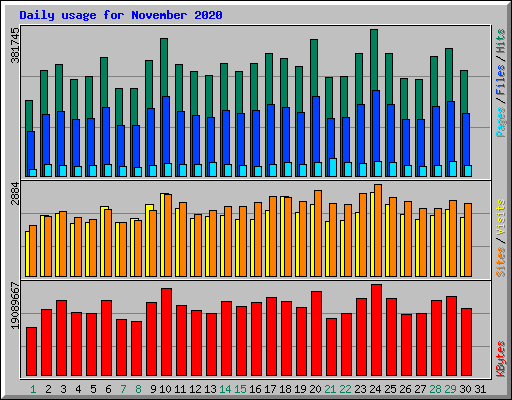 Daily usage for November 2020
381745
2884
19089667
Pages / Files / Hits
Sites / Visits
KBytes
1 2 3 4 5 6 7 8 9 10 11 12 13 14 15 16 17 18 19 20 21 22 23 24 25 26 27 28 29 30 31